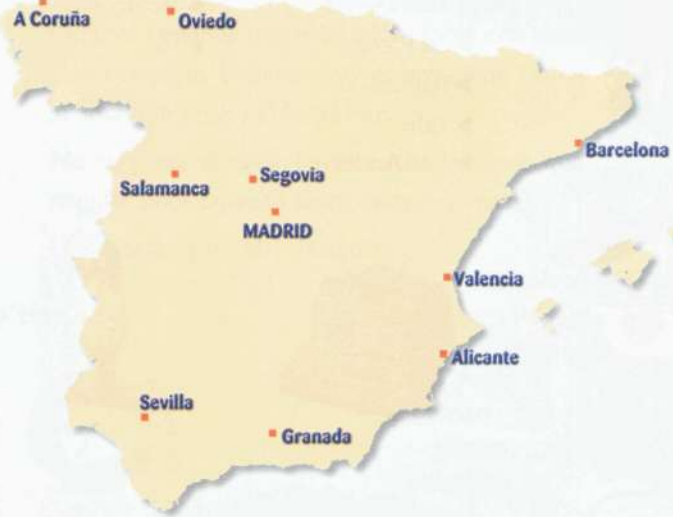 A Coruña
Oviedo
Barcelona
Salamanca
Segovia
MADRID
Valencia
Alicante
Sevilla
Granada